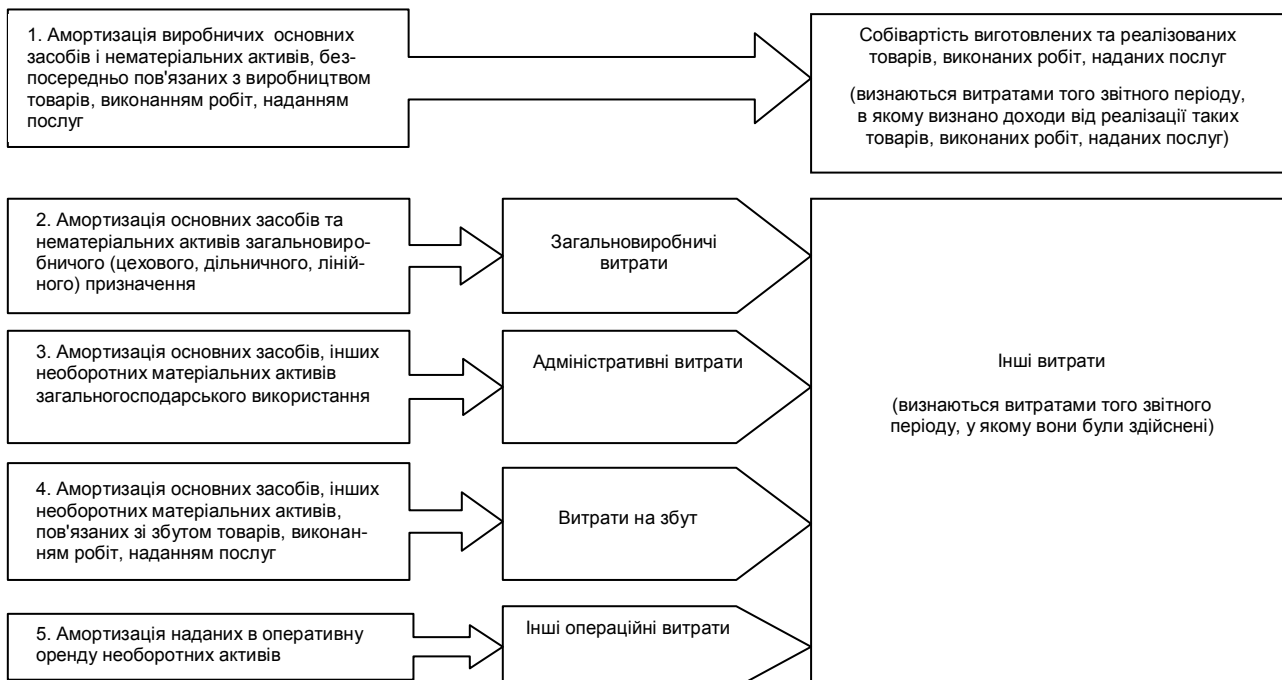 1. Амортизація виробничих основних
засобів і нематеріальних активів, без-
посередньо пов'язаних з виробництвом
товарів, виконанням робіт, наданням
послуг
Собівартість виготовлених та реалізованих
товарів, виконаних робіт, наданих послуг
(визнаються витратами того звітного періоду,
в якому визнано доходи від реалізації таких
товарів, виконаних робіт, наданих послуг)
2. Амортизація основних засобів та
нематеріальних активів загальновиро-
бничого (цехового, дільничного, ліній-
ного) призначення
Загальновиробничі
витрати
3. Амортизація основних засобів, інших
необоротних матеріальних активів
загальногосподарського використання
Адміністративні витрати
Інші витрати
(визнаються витратами того звітного
періоду, у якому вони були здійснені)
4. Амортизація основних засобів, інших
необоротних матеріальних активів,
пов'язаних зі збутом товарів, виконан-
ням робіт, наданням послуг
Витрати на збут
5. Амортизація наданих в оперативну
оренду необоротних активів
Інші операційні витрати